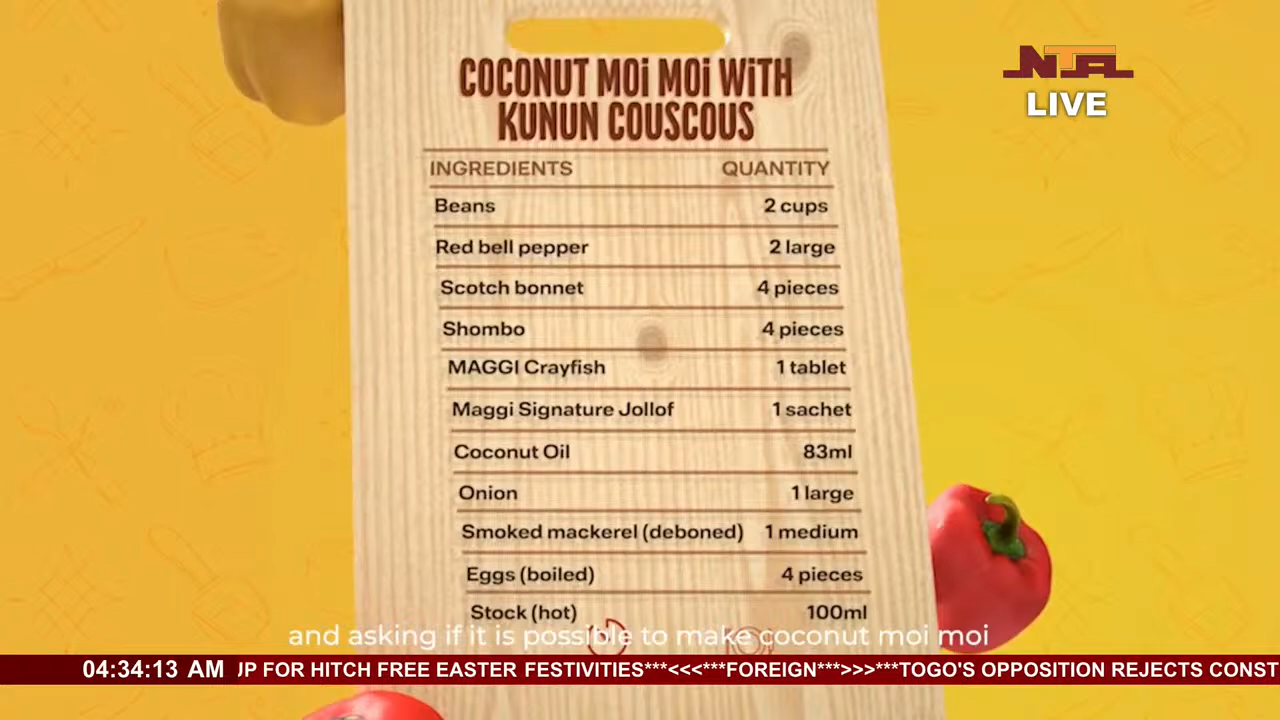 NTA
LIVE
COCONUT MOi MOi WiTH
KUNUN COUSCOUS
INGREDIENTS QUANTITY
Beans 2 cups
Red bell pepper 2 large
Scotch bonnet 4 pieces
Shombo 4 pieces
MAGGI Crayfish 1 tablet
Maggi Signature Jollof 1 sachet
Coconut Oil 83ml
Onion 1 large
Smoked mackerel (deboned) 1 medium
Eggs (boiled) 4 pieces
Stock (hot) 100ml
and asking if it is possible to make coconut moi moi
04:34:13 AM UP FOR HITCH FREE EASTER FESTIVITIES***<<<***FOREIGN***>>>***TOGO'S OPPOSITION REJECTS CONST